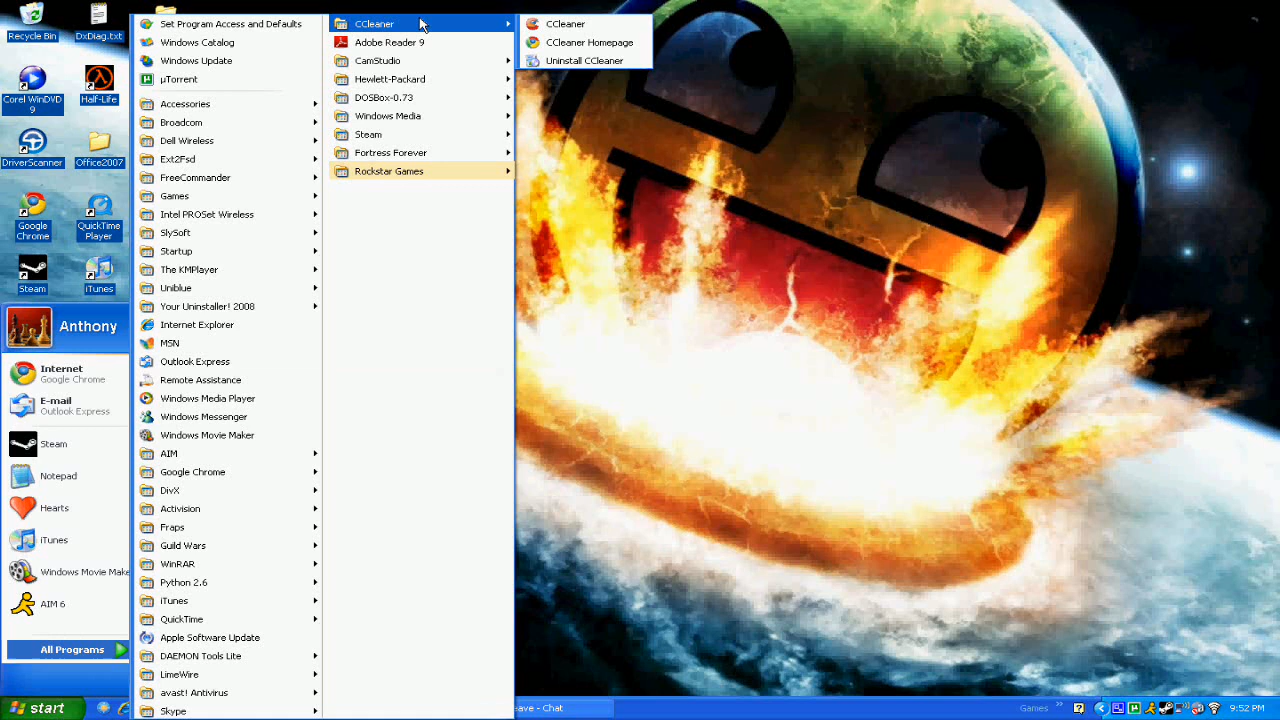 Recycle Bin
DxDiag.txt
Corel WinDVD
9
Half-Life
DriverScanner
Office2007
Google
Chrome
QuickTime
Player
Steam
iTunes
Anthony
Internet
Google Chrome
E-mail
Outlook Express
Steam
Notepad
Hearts
iTunes
Windows Movie Make
AIM 6
All Programs
start
Set Program Access and Defaults
Windows Catalog
Windows Update
µTorrent
Accessories
Broadcom
Dell Wireless
Ext2Fsd
FreeCommander
Games
Intel PROSet Wireless
SlySoft
Startup
The KMPlayer
Uniblue
Your Uninstaller! 2008
Internet Explorer
MSN
Outlook Express
Remote Assistance
Windows Media Player
Windows Messenger
Windows Movie Maker
AIM
Google Chrome
DivX
Activision
Fraps
Guild Wars
WinRAR
Python 2.6
iTunes
QuickTime
Apple Software Update
DAEMON Tools Lite
LimeWire
avast! Antivirus
Skype
CCleaner
Adobe Reader 9
CamStudio
Hewlett-Packard
DOSBox-0.73
Windows Media
Steam
Fortress Forever
Rockstar Games
CCleaner
CCleaner Homepage
Uninstall CCleaner
ave - Chat
Games
9:52 PM